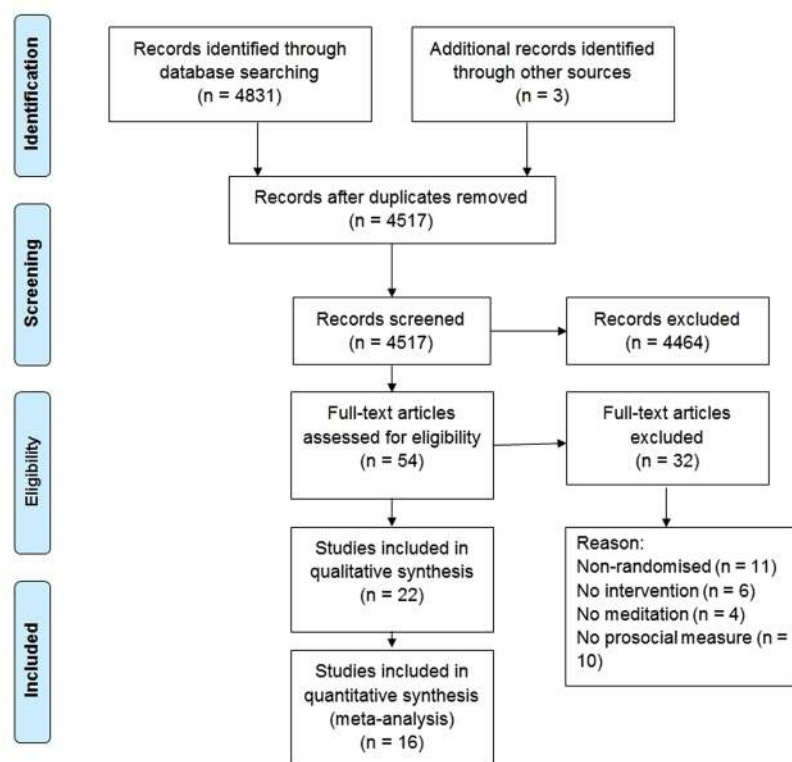 Identification
Records identified through
database searching
(n = 4831)
Additional records identified
through other sources
(n = 3)
Records after duplicates removed
(n = 4517)
Screening
Records screened
(n = 4517)
Records excluded
(n = 4464)
Eligibility
Full-text articles
assessed for eligibility
(n = 54)
Full-text articles
excluded
(n = 32)
Reason:
Non-randomised (n = 11)
No intervention (n = 6)
No meditation (n = 4)
No prosocial measure (n =
10)
Included
Studies included in
qualitative synthesis
(n = 22)
Studies included in
quantitative synthesis
(meta-analysis)
(n = 16)